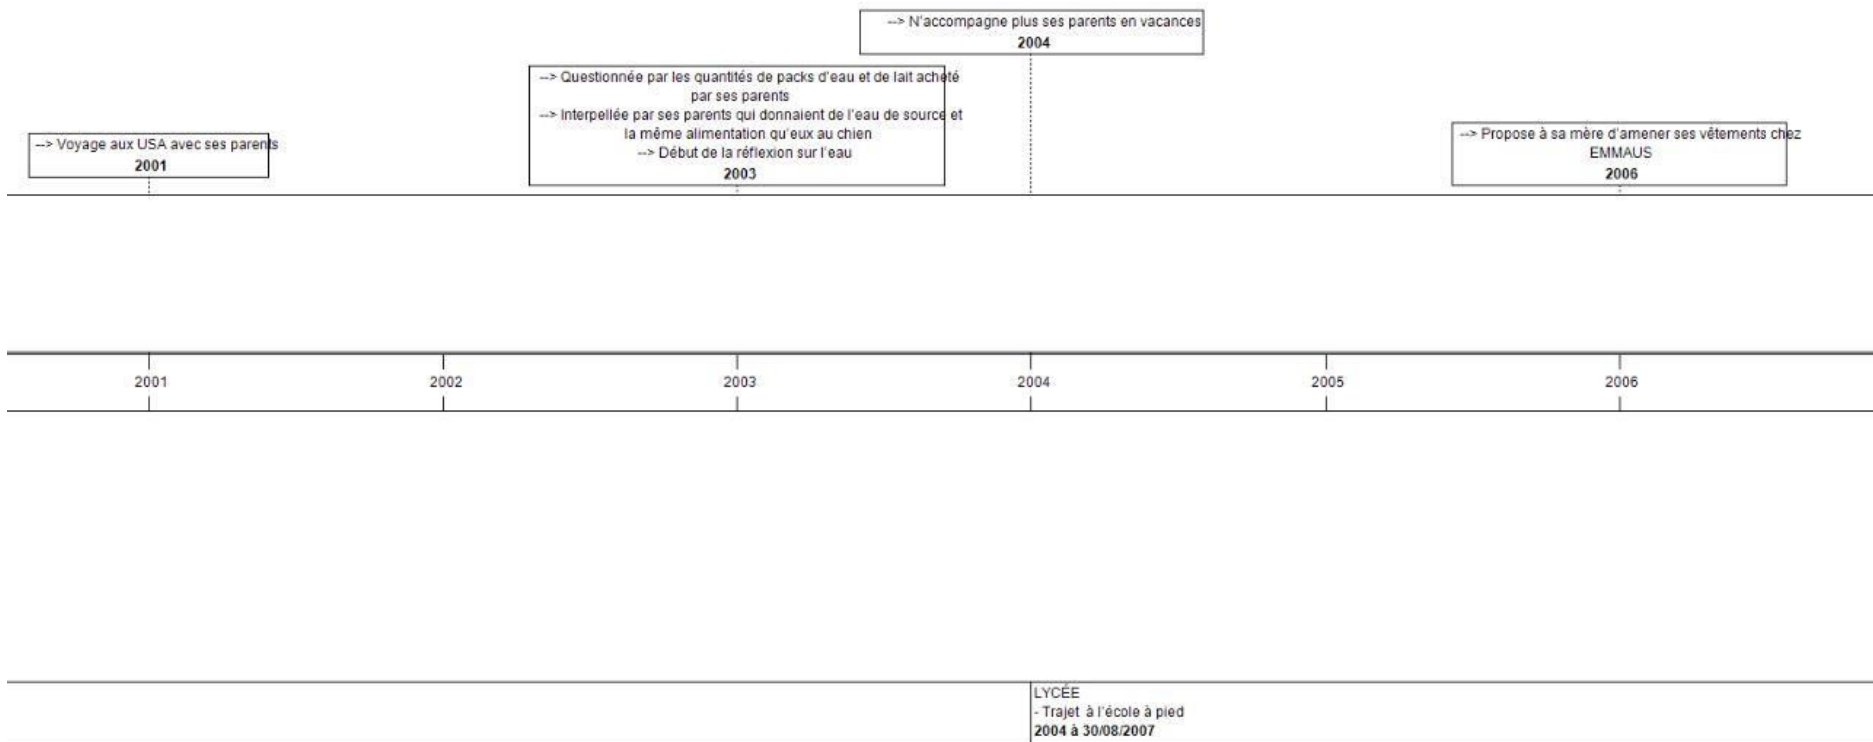 --> N'accompagne plus ses parents en vacances
2004
--> Questionnée par les quantités de packs d'eau et de lait acheté
par ses parents
--> Interpellée par ses parents qui donnaient de l'eau de source et
la même alimentation qu'eux au chien
--> Début de la réflexion sur l'eau
2003
--> Voyage aux USA avec ses parents
2001
--> Propose à sa mère d'amener ses vêtements chez
EMMAUS
2006
2001 2002 2003 2004 2005 2006
LYCÉE
- Trajet à l'école à pied
2004 à 30/08/2007